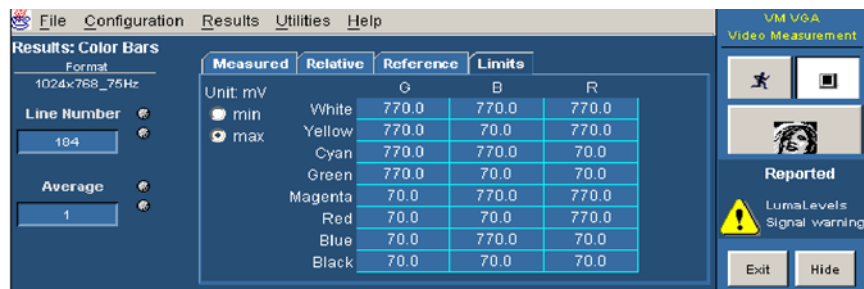 File Configuration Results Utilities Help
Results: Color Bars
Format
1024x768_75Hz
Line Number
184
Average
1
Measured Relative Reference Limits
Unit: mV
min
max
G B R
White 770.0 770.0 770.0
Yellow 770.0 70.0 770.0
Cyan 770.0 770.0 70.0
Green 770.0 70.0 70.0
Magenta 70.0 770.0 770.0
Red 70.0 70.0 770.0
Blue 70.0 770.0 70.0
Black 70.0 70.0 70.0
VM VGA
Video Measurement
Reported
LumaLevels
Signal warning
Exit Hide